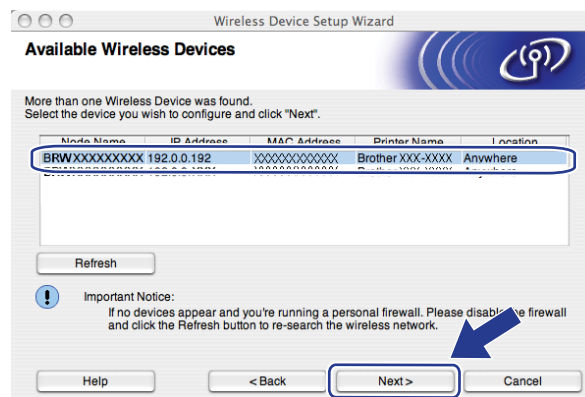 Wireless Device Setup Wizard
Available Wireless Devices
More than one Wireless Device was found.
Select the device you wish to configure and click "Next".
Node Name IP Address MAC Address Printer Name Location
BRWXXXXXXXXX 192.0.0.192 XXXXXXXXXXXX Brother XXX-XXXX Anywhere
Refresh
Important Notice:
If no devices appear and you're running a personal firewall. Please disable the firewall
and click the Refresh button to re-search the wireless network.
Help < Back Next > Cancel